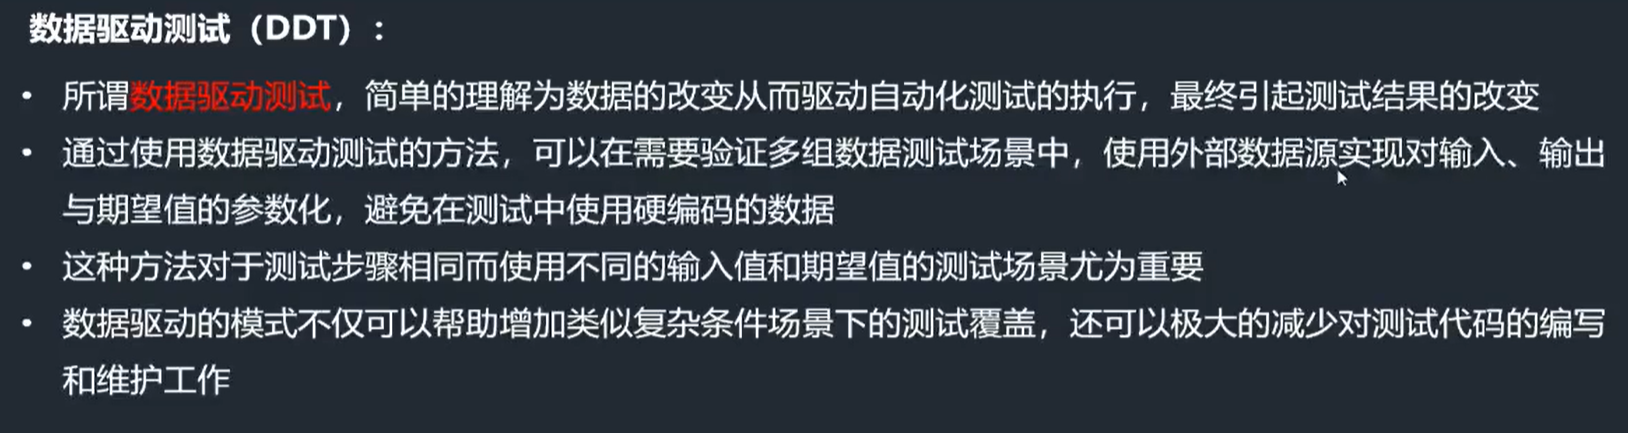 数据驱动测试（DDT）：
• 所谓数据驱动测试，简单的理解为数据的改变从而驱动自动化测试的执行，最终引起测试结果的改变
• 通过使用数据驱动测试的方法，可以在需要验证多组数据测试场景中，使用外部数据源实现对输入、输出
与期望值的参数化，避免在测试中使用硬编码的数据
• 这种方法对于测试步骤相同而使用不同的输入值和期望值的测试场景尤为重要
• 数据驱动的模式不仅可以帮助增加类似复杂条件场景下的测试覆盖，还可以极大的减少对测试代码的编写
和维护工作